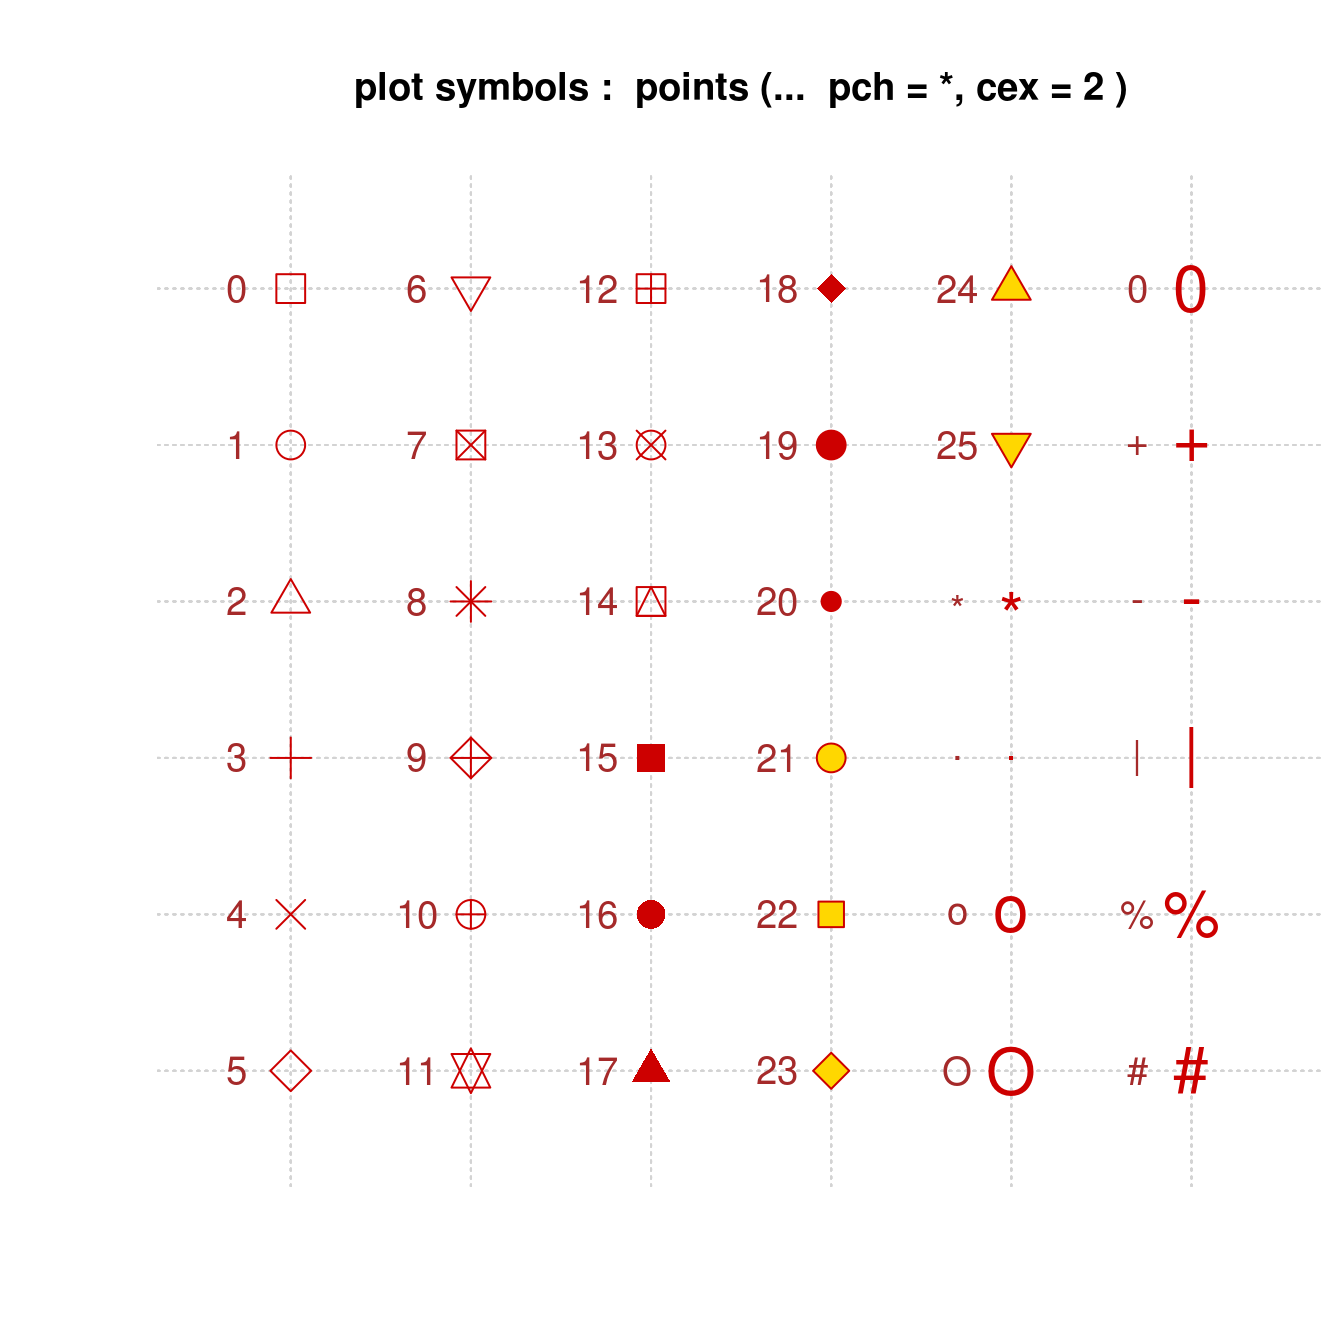 plot symbols :  points (...  pch = *, cex = 2 )
0 6 12 18 24 0 0
1 7 13 19 25 + +
2 8 14 20 * * - -
3 9 15 21 . . | |
4 10 16 22 o o % %
5 11 17 23 O O # #